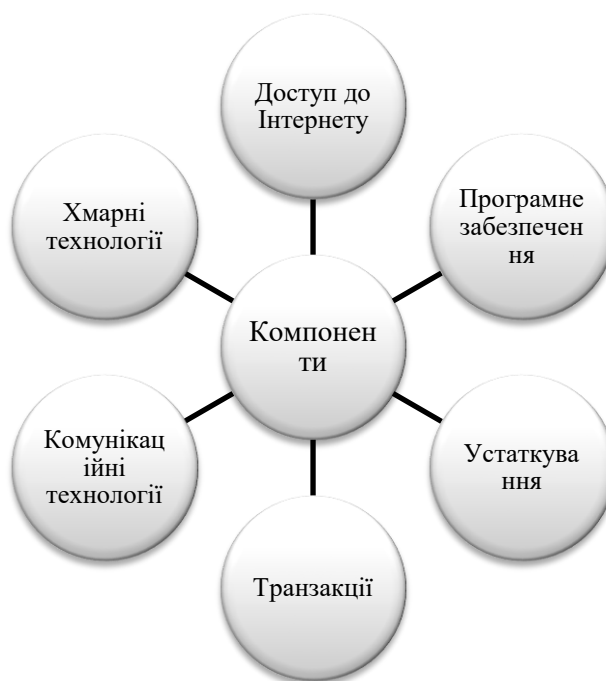 Доступ до
Інтернету
Програмне
забезпечен
ня
Устаткува
ння
Транзакції
Комунікац
ійні
технології
Хмарні
технології
Компонен
ти